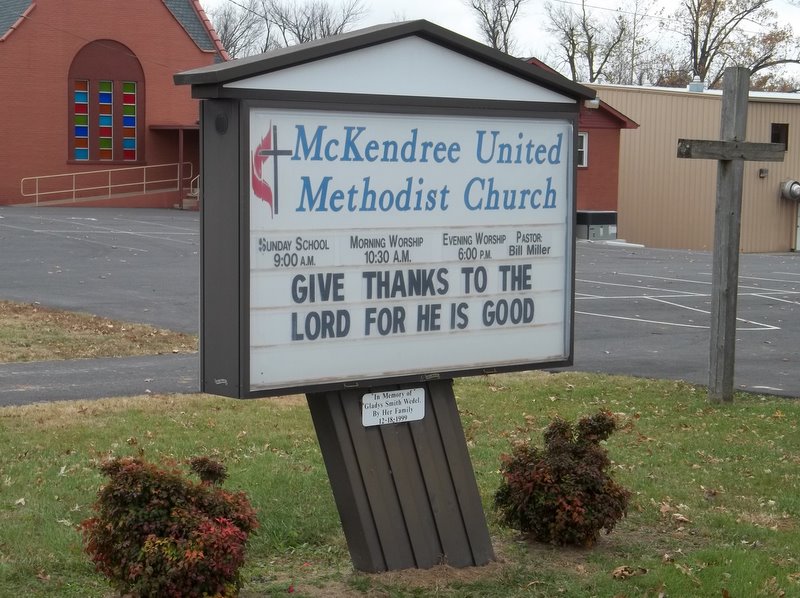 McKendree United
Methodist Church
Sunday School Morning Worship Evening Worship Pastor:
9:00 A.M. 10:30 A.M. 6:00 P.M. Bill Miller
GIVE THANKS TO THE
LORD FOR HE IS GOOD
In Memory of
Gladys Smith Wedel
By Her Family
12-18-1999